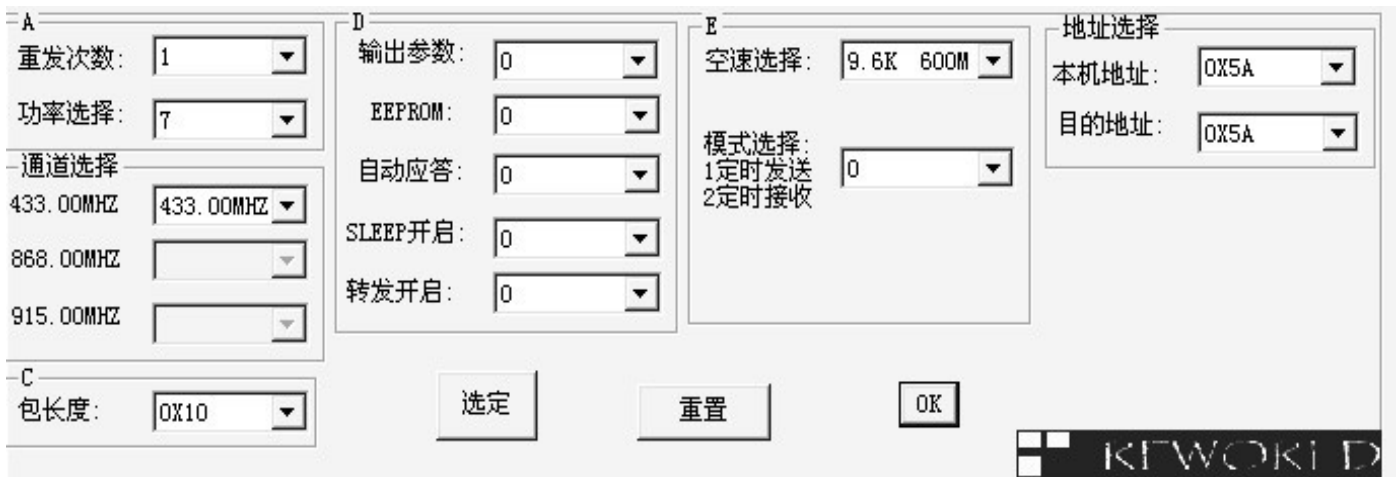 A
重发次数: 1
功率选择: 7
通道选择
433.00MHZ 433.00MHZ
868.00MHZ
915.00MHZ
C
包长度: 0X10
D
输出参数: 0
EEPROM: 0
自动应答: 0
SLEEP开启: 0
转发开启: 0
E
空速选择: 9.6K 600M
模式选择:
1定时发送 0
2定时接收
地址选择
本机地址: 0X5A
目的地址: 0X5A
选定
重置
OK